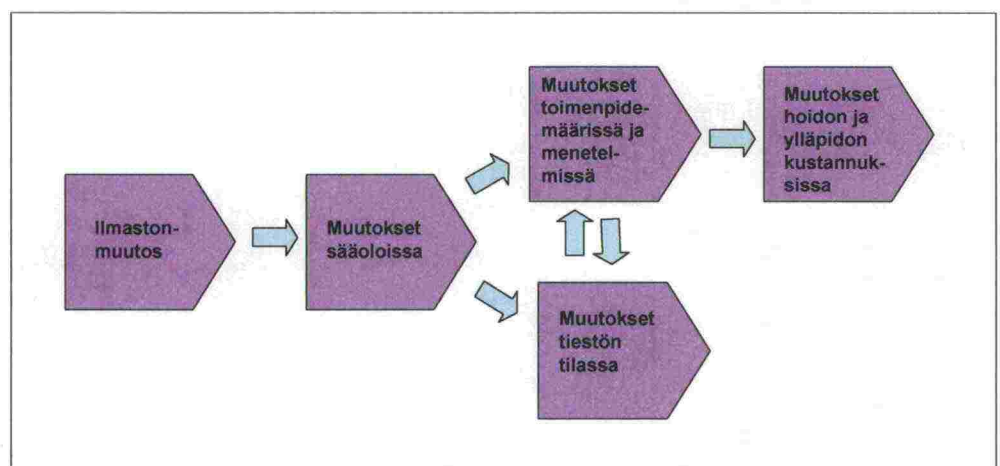 Ilmaston-
muutos
Muutokset
sääoloissa
Muutokset
toimenpide-
määrissä ja
menetel-
missä
Muutokset
hoidon ja
ylläpidon
kustannuk-
sissa
Muutokset
tiestön
tilassa